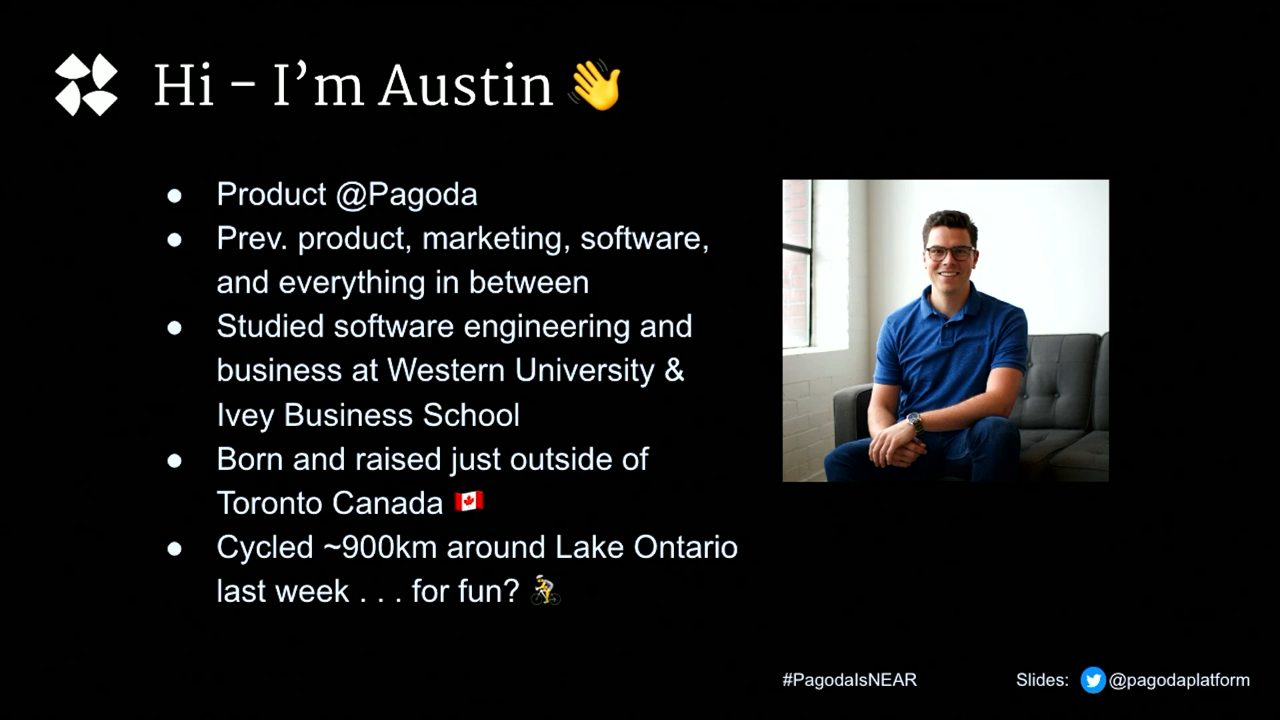 Hi – I’m Austin 👋
● Product @Pagoda
● Prev. product, marketing, software,
and everything in between
● Studied software engineering and
business at Western University &
Ivey Business School
● Born and raised just outside of
Toronto Canada 🇨🇦
● Cycled ~900km around Lake Ontario
last week . . . for fun? 🚴
#PagodaIsNEAR
Slides: @pagodaplatform